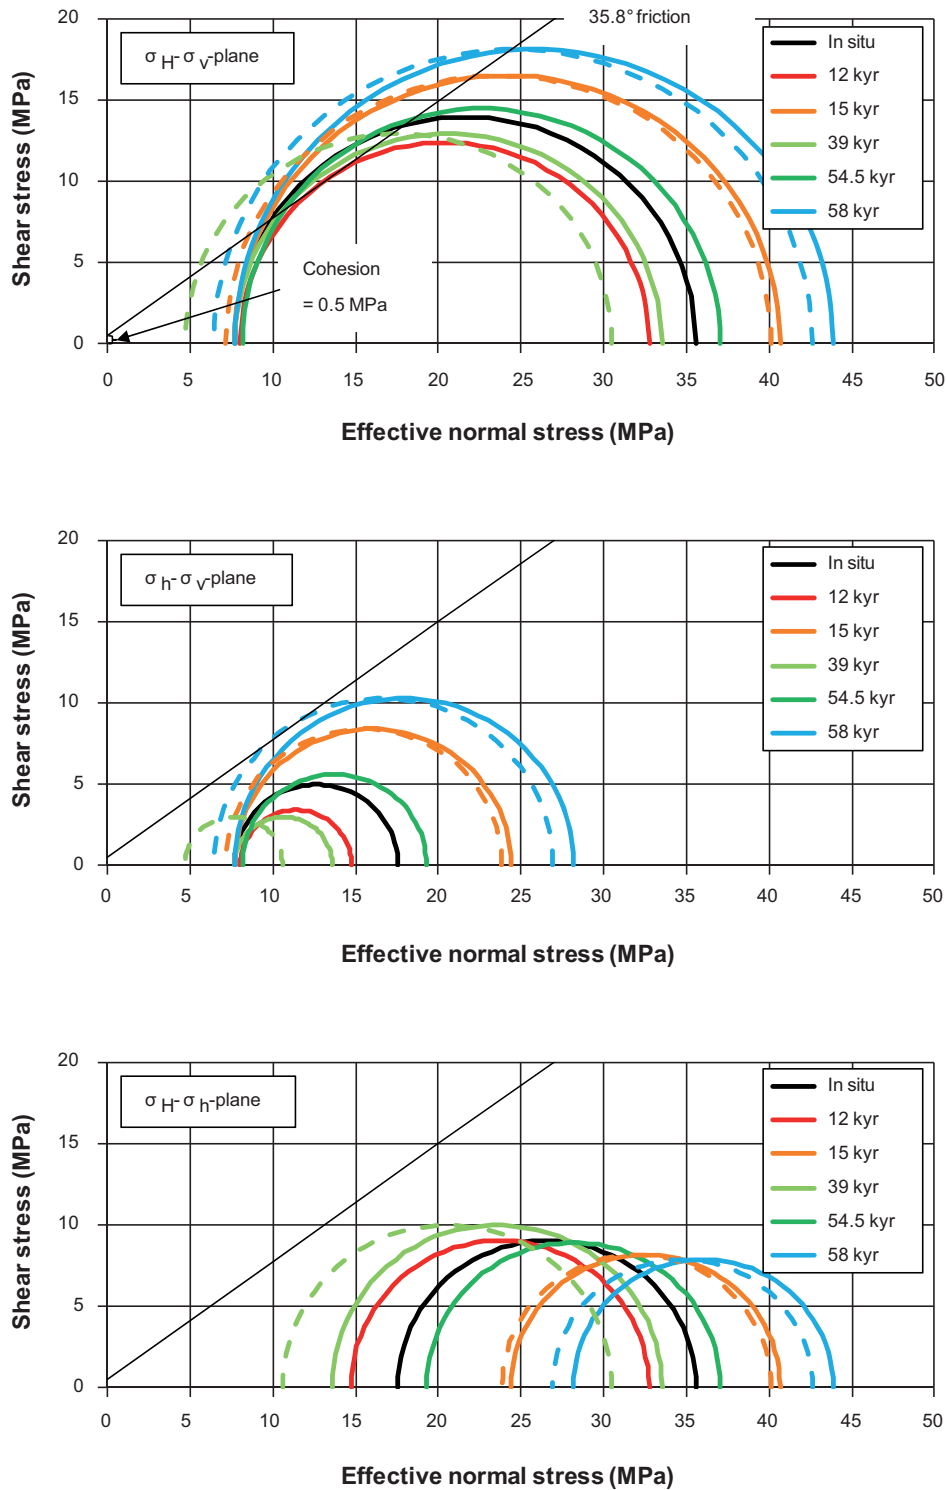 35.8° friction
20
15
10
5
0
Shear stress (MPa)
σ H- σ v-plane
In situ
12 kyr
15 kyr
39 kyr
54.5 kyr
58 kyr
Cohesion
= 0.5 MPa
0 5 10 15 20 25 30 35 40 45 50
Effective normal stress (MPa)
20
15
10
5
0
Shear stress (MPa)
σ h- σ v-plane
In situ
12 kyr
15 kyr
39 kyr
54.5 kyr
58 kyr
0 5 10 15 20 25 30 35 40 45 50
Effective normal stress (MPa)
20
15
10
5
0
Shear stress (MPa)
σ H- σ h-plane
In situ
12 kyr
15 kyr
39 kyr
54.5 kyr
58 kyr
0 5 10 15 20 25 30 35 40 45 50
Effective normal stress (MPa)